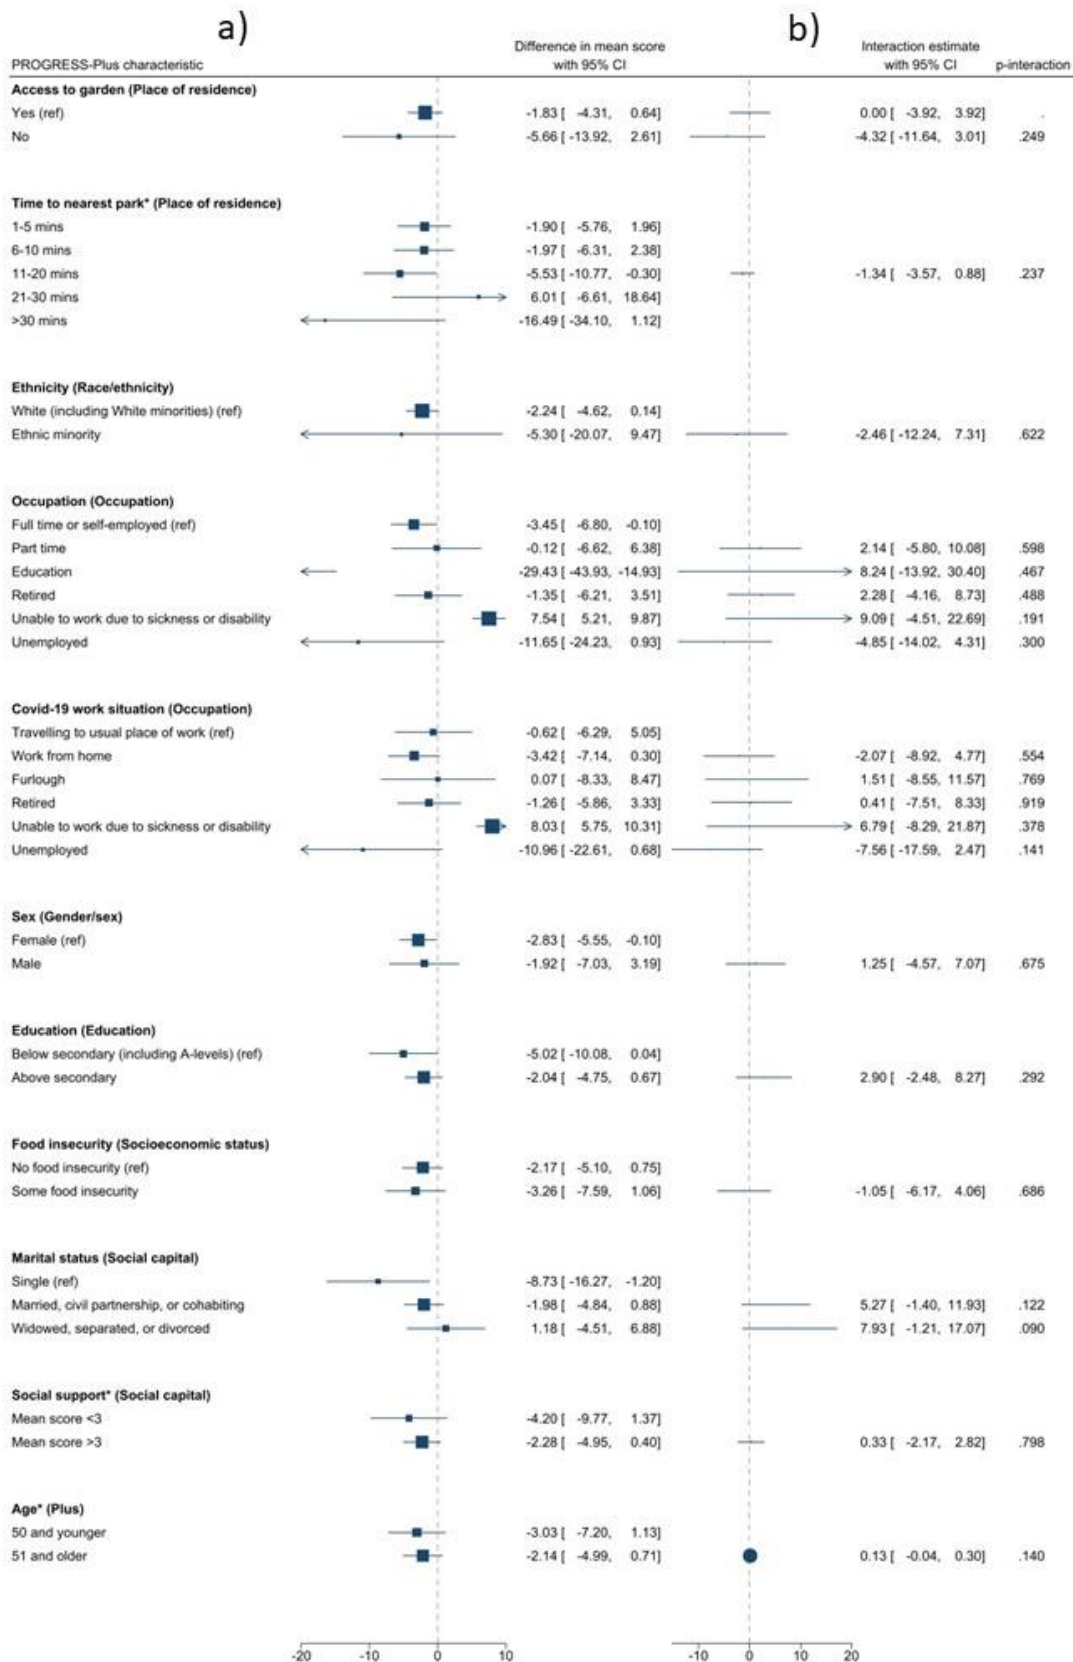 a)
b)
Difference in mean score
Interaction estimate
PROGRESS-Plus characteristic with 95% CI with 95% CI p-interaction
Access to garden (Place of residence)
Yes (ref) -1.83 [ -4.31, 0.64] 0.00 [ -3.92, 3.92] .
No -5.66 [ -13.92, 2.61] -4.32 [ -11.64, 3.01] .249
Time to nearest park* (Place of residence)
1-5 mins -1.90 [ -5.76, 1.96]
6-10 mins -1.97 [ -6.31, 2.38]
11-20 mins -5.53 [ -10.77, -0.30] -1.34 [ -3.57, 0.88] .237
21-30 mins 6.01 [ -6.61, 18.64]
>30 mins -16.49 [ -34.10, 1.12]
Ethnicity (Race/ethnicity)
White (including White minorities) (ref) -2.24 [ -4.62, 0.14]
Ethnic minority -5.30 [ -20.07, 9.47] -2.46 [ -12.24, 7.31] .622
Occupation (Occupation)
Full time or self-employed (ref) -3.45 [ -6.80, -0.10]
Part time -0.12 [ -6.62, 6.38] 2.14 [ -5.80, 10.08] .598
Education -29.43 [ -43.93, -14.93] 8.24 [ -13.92, 30.40] .467
Retired -1.35 [ -6.21, 3.51] 2.28 [ -4.16, 8.73] .488
Unable to work due to sickness or disability 7.54 [ 5.21, 9.87] 9.09 [ -4.51, 22.69] .191
Unemployed -11.65 [ -24.23, 0.93] -4.85 [ -14.02, 4.31] .300
Covid-19 work situation (Occupation)
Travelling to usual place of work (ref) -0.62 [ -6.29, 5.05]
Work from home -3.42 [ -7.14, 0.30] -2.07 [ -8.92, 4.77] .554
Furlough 0.07 [ -8.33, 8.47] 1.51 [ -8.55, 11.57] .769
Retired -1.26 [ -5.86, 3.33] 0.41 [ -7.51, 8.33] .919
Unable to work due to sickness or disability 8.03 [ 5.75, 10.31] 6.79 [ -8.29, 21.87] .378
Unemployed -10.96 [ -22.61, 0.68] -7.56 [ -17.59, 2.47] .141
Sex (Gender/sex)
Female (ref) -2.83 [ -5.55, -0.10]
Male -1.92 [ -7.03, 3.19] 1.25 [ -4.57, 7.07] .675
Education (Education)
Below secondary (including A-levels) (ref) -5.02 [ -10.08, 0.04]
Above secondary -2.04 [ -4.75, 0.67] 2.90 [ -2.48, 8.27] .292
Food insecurity (Socioeconomic status)
No food insecurity (ref) -2.17 [ -5.10, 0.75]
Some food insecurity -3.26 [ -7.59, 1.06] -1.05 [ -6.17, 4.06] .686
Marital status (Social capital)
Single (ref) -8.73 [ -16.27, -1.20]
Married, civil partnership, or cohabiting -1.98 [ -4.84, 0.88] 5.27 [ -1.40, 11.93] .122
Widowed, separated, or divorced 1.18 [ -4.51, 6.88] 7.93 [ -1.21, 17.07] .090
Social support* (Social capital)
Mean score <3 -4.20 [ -9.77, 1.37]
Mean score >3 -2.28 [ -4.95, 0.40] 0.33 [ -2.17, 2.82] .798
Age* (Plus)
50 and younger -3.03 [ -7.20, 1.13]
51 and older -2.14 [ -4.99, 0.71] 0.13 [ -0.04, 0.30] .140
-20 -10 0 10 -10 0 10 20